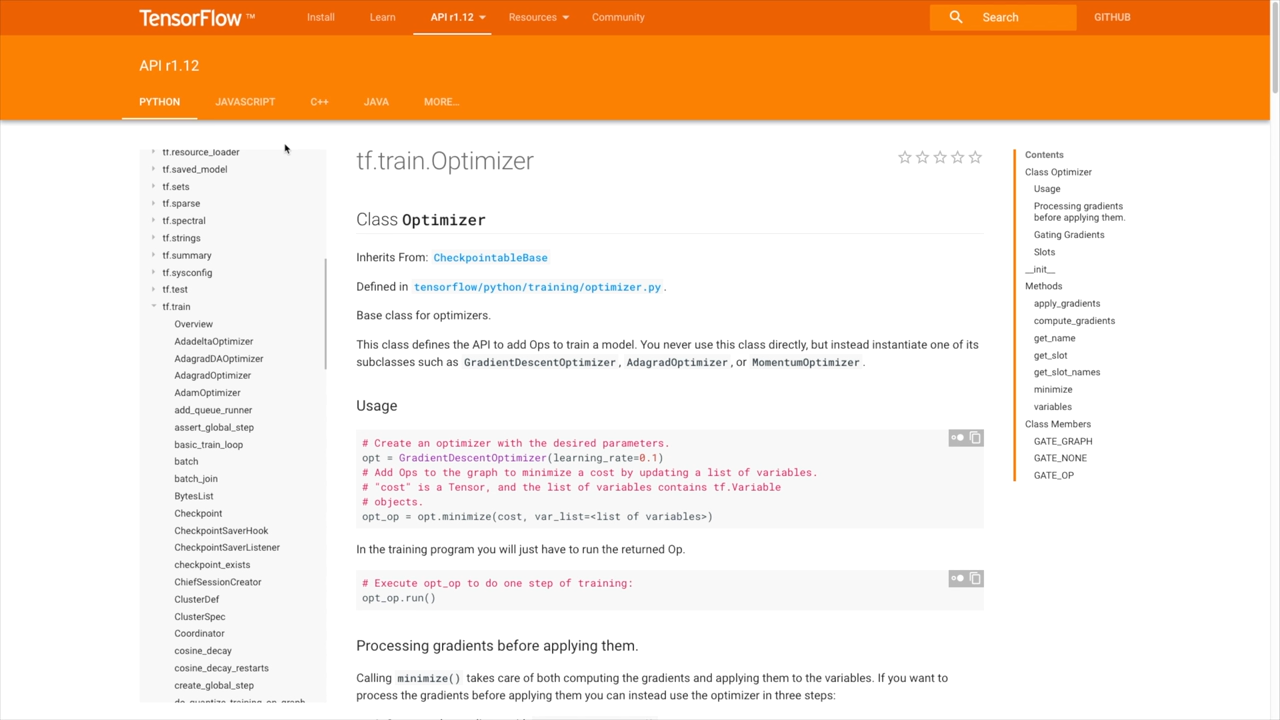 TensorFlow ™
Install
Learn
API r1.12
Resources
Community
Search
GITHUB
API r1.12
PYTHON
JAVASCRIPT
C++
JAVA
MORE...
tf.resource_loader
tf.saved_model
tf.sets
tf.sparse
tf.spectral
tf.strings
tf.summary
tf.sysconfig
tf.test
tf.train
Overview
AdadeltaOptimizer
AdagradDAOptimizer
AdagradOptimizer
AdamOptimizer
add_queue_runner
assert_global_step
basic_train_loop
batch
batch_join
BytesList
Checkpoint
CheckpointSaverHook
CheckpointSaverListener
checkpoint_exists
ChiefSessionCreator
ClusterDef
ClusterSpec
Coordinator
cosine_decay
cosine_decay_restarts
create_global_step
tf.train.Optimizer
Class Optimizer
Inherits From: CheckpointableBase
Defined in tensorflow/python/training/optimizer.py.
Base class for optimizers.
This class defines the API to add Ops to train a model. You never use this class directly, but instead instantiate one of its
subclasses such as GradientDescentOptimizer, AdagradOptimizer, or MomentumOptimizer.
Usage
# Create an optimizer with the desired parameters.
opt = GradientDescentOptimizer(learning_rate=0.1)
# Add Ops to the graph to minimize a cost by updating a list of variables.
# "cost" is a Tensor, and the list of variables contains tf.Variable
# objects.
opt_op = opt.minimize(cost, var_list=<list of variables>)
In the training program you will just have to run the returned Op.
# Execute opt_op to do one step of training:
opt_op.run()
Processing gradients before applying them.
Calling minimize() takes care of both computing the gradients and applying them to the variables. If you want to
process the gradients before applying them you can instead use the optimizer in three steps:
Contents
Class Optimizer
Usage
Processing gradients
before applying them.
Gating Gradients
Slots
__init__
Methods
apply_gradients
compute_gradients
get_name
get_slot
get_slot_names
minimize
variables
Class Members
GATE_GRAPH
GATE_NONE
GATE_OP